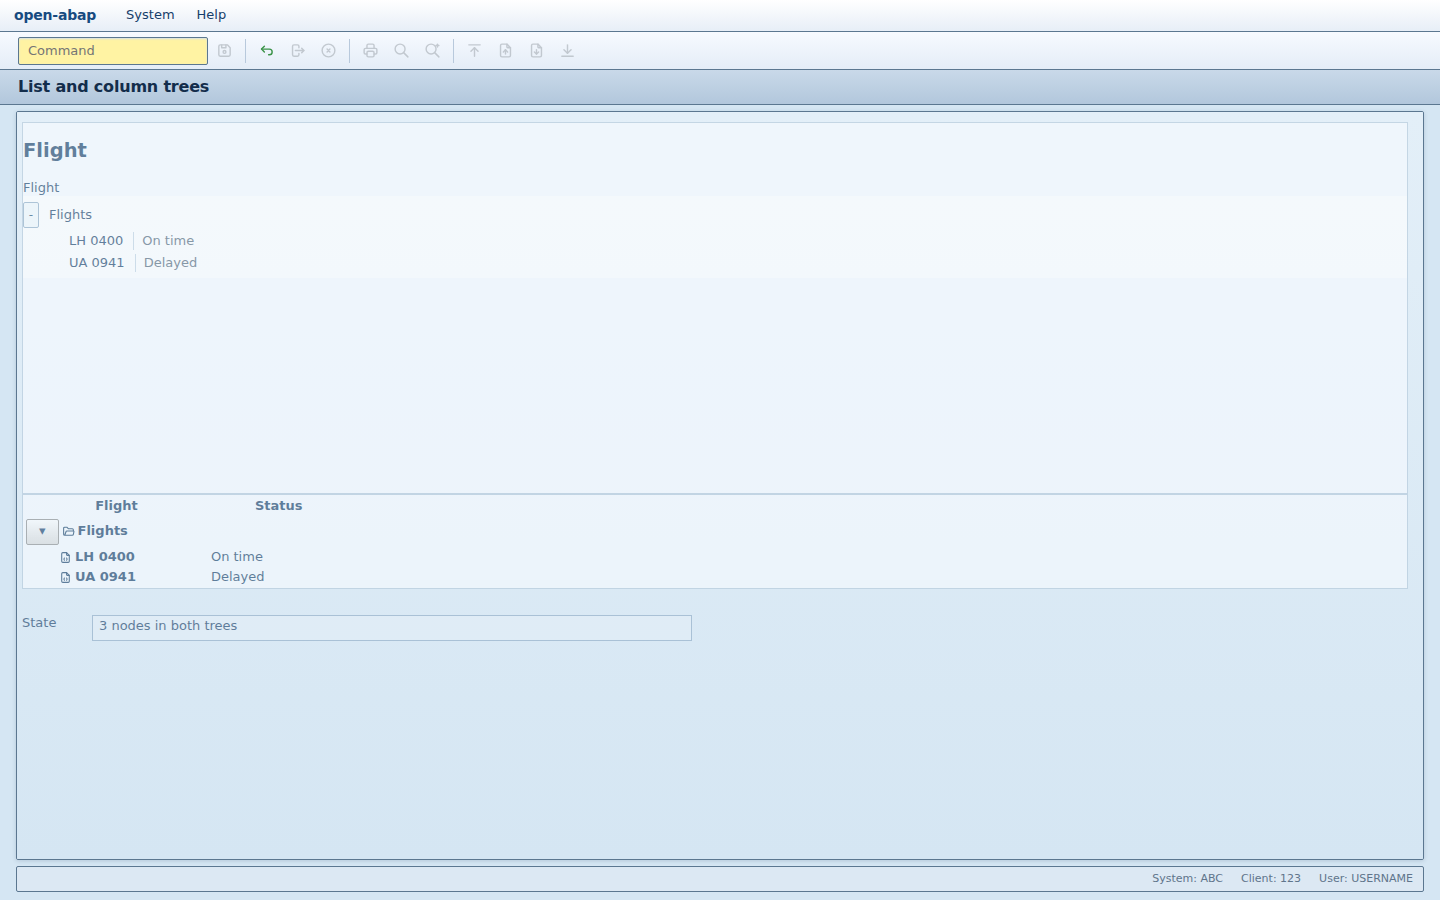 open-abap System Help
Command
List and column trees
Flight
Flight
- Flights
LH 0400 On time
UA 0941 Delayed
Flight Status
▼ Flights
LH 0400 On time
UA 0941 Delayed
State 3 nodes in both trees
System: ABC Client: 123 User: USERNAME